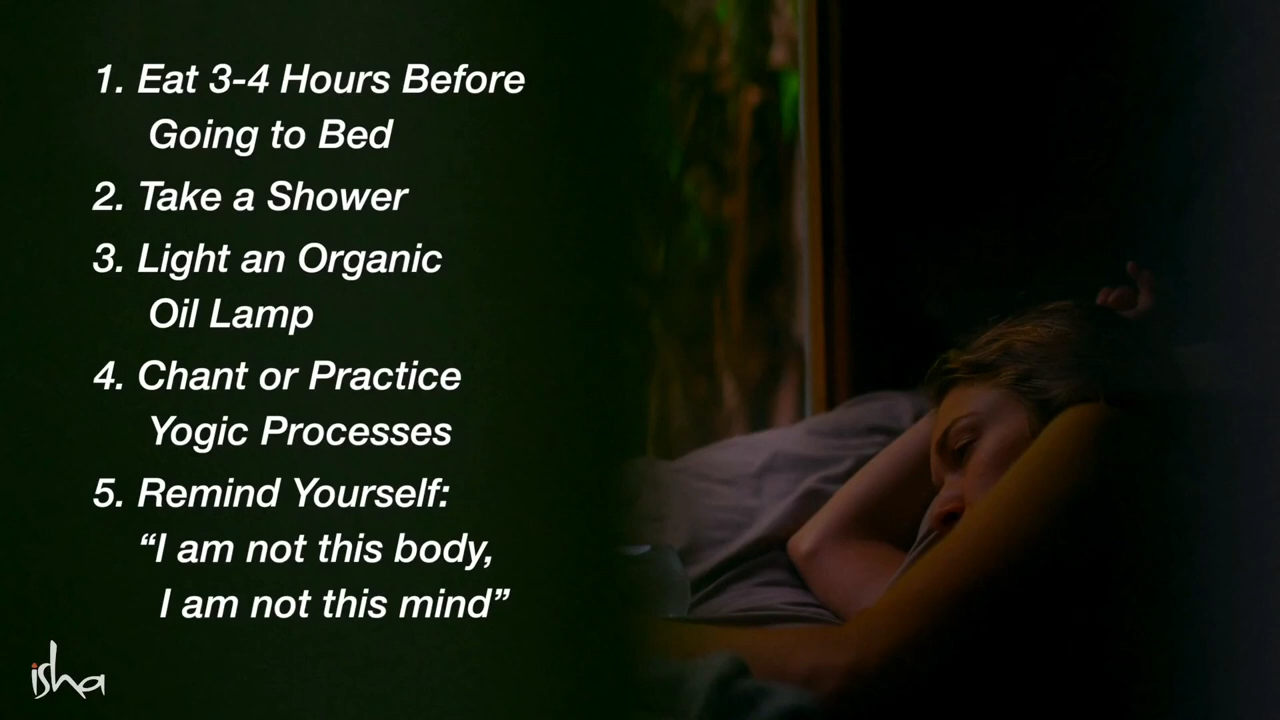 1. Eat 3-4 Hours Before
Going to Bed
2. Take a Shower
3. Light an Organic
Oil Lamp
4. Chant or Practice
Yogic Processes
5. Remind Yourself:
“I am not this body,
I am not this mind”
isha